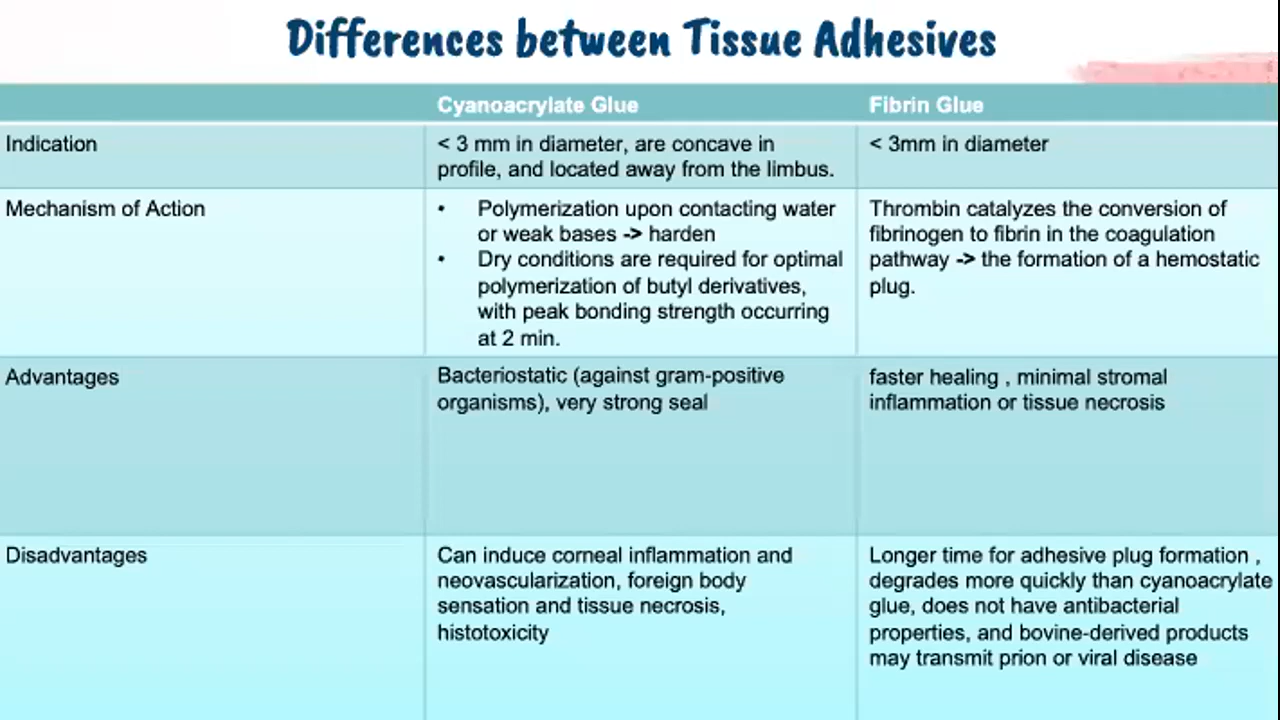 Differences between Tissue Adhesives
Cyanoacrylate Glue
Fibrin Glue
Indication
< 3 mm in diameter, are concave in
profile, and located away from the limbus.
< 3mm in diameter
Mechanism of Action
• Polymerization upon contacting water
or weak bases -> harden
• Dry conditions are required for optimal
polymerization of butyl derivatives,
with peak bonding strength occurring
at 2 min.
Thrombin catalyzes the conversion of
fibrinogen to fibrin in the coagulation
pathway -> the formation of a hemostatic
plug.
Advantages
Bacteriostatic (against gram-positive
organisms), very strong seal
faster healing , minimal stromal
inflammation or tissue necrosis
Disadvantages
Can induce corneal inflammation and
neovascularization, foreign body
sensation and tissue necrosis,
histotoxicity
Longer time for adhesive plug formation ,
degrades more quickly than cyanoacrylate
glue, does not have antibacterial
properties, and bovine-derived products
may transmit prion or viral disease